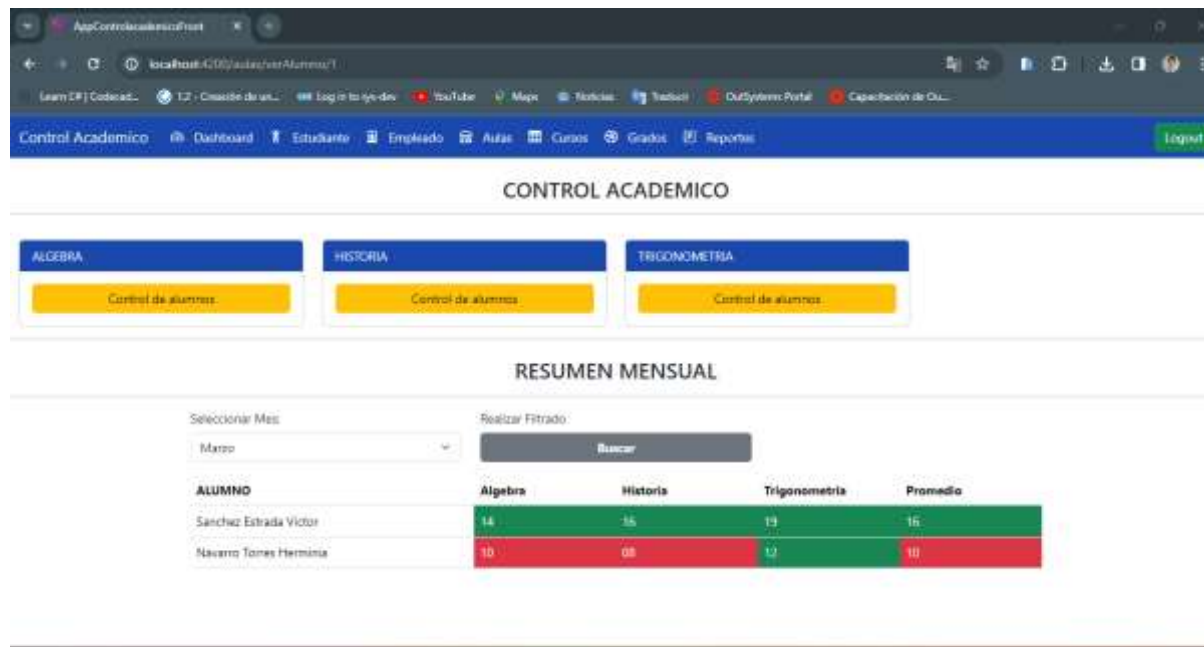 AppControlacademicoFront
localhost:4200/aulas/verAlumno/1
Learn C# | Codecad... 1.2 - Creación de un... Log in to sys-dev YouTube Maps Noticias Traducir OutSystems Portal Capacitación de Ou...
Control Academico Dashboard Estudiante Empleado Aulas Cursos Grados Reportes Logout
CONTROL ACADEMICO
ALGEBRA HISTORIA TRIGONOMETRIA
Control de alumnos Control de alumnos Control de alumnos
RESUMEN MENSUAL
Seleccionar Mes: Realizar Filtrado:
Marzo Buscar
ALUMNO Algebra Historia Trigonometria Promedio
Sanchez Estrada Victor 14 16 19 16
Navarro Torres Herminia 10 08 12 10